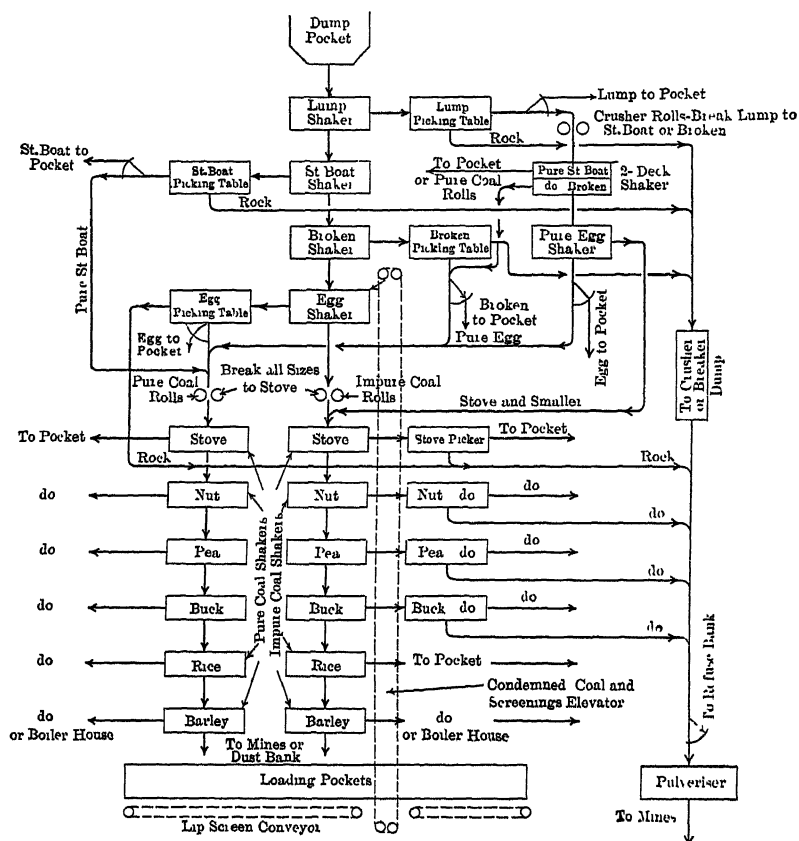 Dump
Pocket
Lump
Shaker
Lump
Picking Table
Lump to Pocket
Crusher Rolls-Break Lump to
St.Boat or Broken
Rock
St.Boat to
Pocket
St.Boat
Picking Table
St Boat
Shaker
To Pocket
or Pure Coal
Rolls
Pure St Boat
do Broken
2-Deck
Shaker
Rock
Pure St Boat
Broken
Shaker
Broken
Picking Table
Pure Egg
Shaker
Egg
Picking Table
Egg
Shaker
Broken
to Pocket
Egg to Pocket
Egg to
Pocket
Pure Egg
To Crusher
or Breaker
Dump
Pure Coal
Rolls
Break all Sizes
to Stove
Impure Coal
Rolls
Stove and Smaller
To Pocket
Stove
Stove
Stove Picker
To Pocket
Rock
Rock
do
Nut
Nut
Nut do
do
do
Pure Coal Shakers
Impure Coal Shakers
do
Pea
Pea
Pea do
do
do
do
Buck
Buck
Buck do
do
do
do
Rice
Rice
To Pocket
To Refuse Bank
Condemned Coal and
Screenings Elevator
do
or Boiler House
Barley
Barley
do
or Boiler House
To Mines or
Dust Bank
Loading Pockets
Pulveriser
Lip Screen Conveyor
To Mines